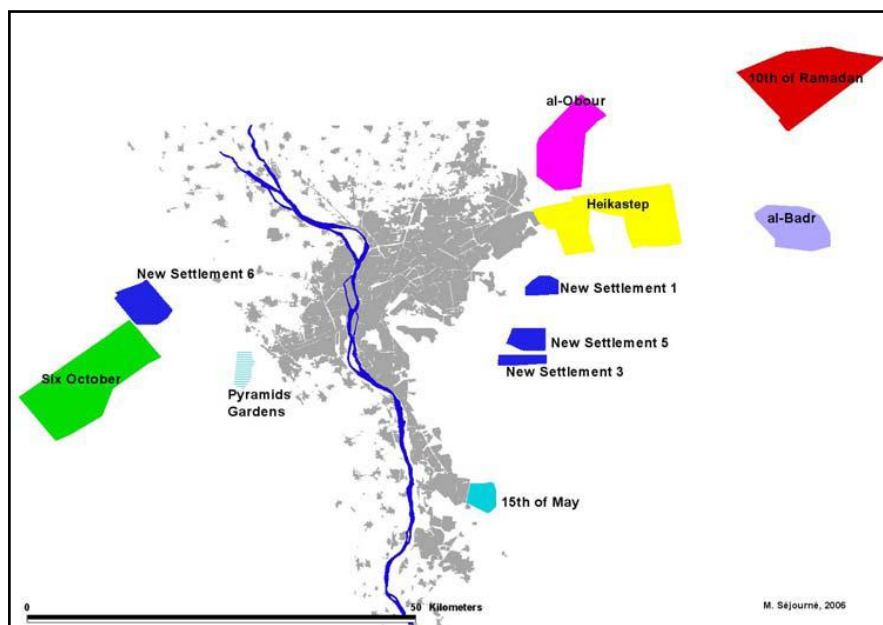 10th of Ramadan
al-Obour
Heikastep
al-Badr
New Settlement 6
New Settlement 1
New Settlement 5
New Settlement 3
Six October
Pyramids
Gardens
15th of May
0
50 Kilometers
M. Séjourné, 2006